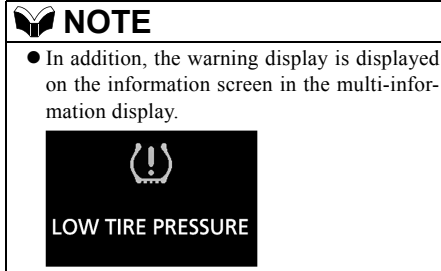 NOTE
● In addition, the warning display is displayed
on the information screen in the multi-infor-
mation display.
LOW TIRE PRESSURE